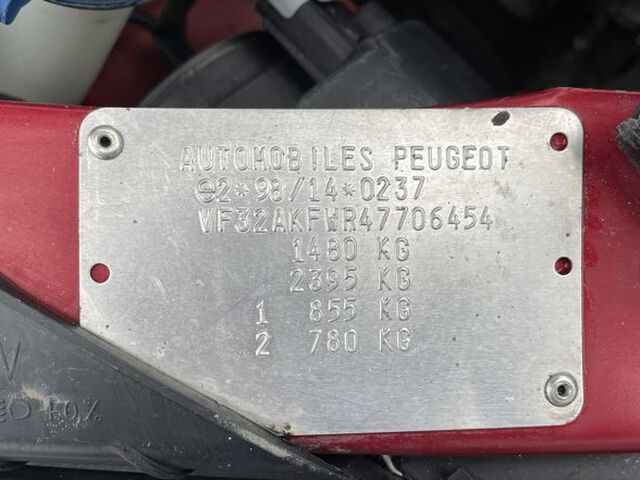 AUTOMOBILES PEUGEOT
e2*98/14*0237
VF32AKFWR47706454
1480 KG
2395 KG
1 855 KG
2 780 KG